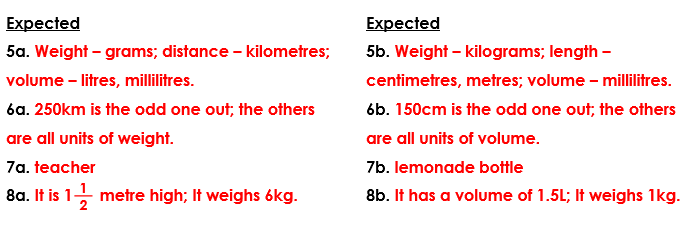 Expected
5a. Weight – grams; distance – kilometres;
volume – litres, millilitres.
6a. 250km is the odd one out; the others
are all units of weight.
7a. teacher
8a. It is 1 1/2 metre high; It weighs 6kg.
Expected
5b. Weight – kilograms; length –
centimetres, metres; volume – millilitres.
6b. 150cm is the odd one out; the others
are all units of volume.
7b. lemonade bottle
8b. It has a volume of 1.5L; It weighs 1kg.